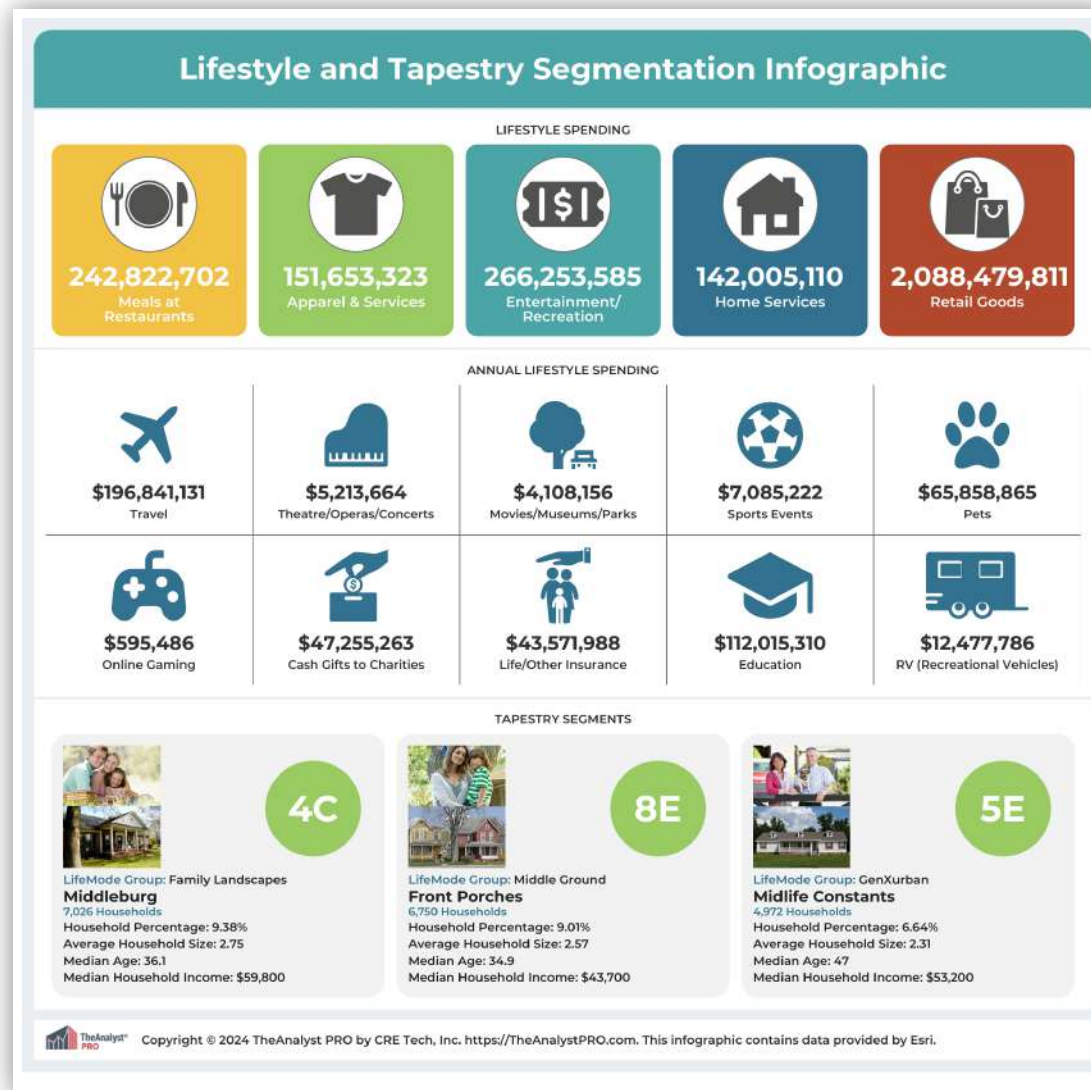 Lifestyle and Tapestry Segmentation Infographic
LIFESTYLE SPENDING
242,822,702
Meals at
Restaurants
151,653,323
Apparel & Services
266,253,585
Entertainment/
Recreation
142,005,110
Home Services
2,088,479,811
Retail Goods
ANNUAL LIFESTYLE SPENDING
$196,841,131
Travel
$5,213,664
Theatre/Operas/Concerts
$4,108,156
Movies/Museums/Parks
$7,085,222
Sports Events
$65,858,865
Pets
$595,486
Online Gaming
$47,255,263
Cash Gifts to Charities
$43,571,988
Life/Other Insurance
$112,015,310
Education
$12,477,786
RV (Recreational Vehicles)
TAPESTRY SEGMENTS
4C
LifeMode Group: Family Landscapes
Middleburg
7,026 Households
Household Percentage: 9.38%
Average Household Size: 2.75
Median Age: 36.1
Median Household Income: $59,800
8E
LifeMode Group: Middle Ground
Front Porches
6,750 Households
Household Percentage: 9.01%
Average Household Size: 2.57
Median Age: 34.9
Median Household Income: $43,700
5E
LifeMode Group: GenXurban
Midlife Constants
4,972 Households
Household Percentage: 6.64%
Average Household Size: 2.31
Median Age: 47
Median Household Income: $53,200
TheAnalyst®
PRO
Copyright © 2024 TheAnalyst PRO by CRE Tech, Inc. https://TheAnalystPRO.com. This infographic contains data provided by Esri.